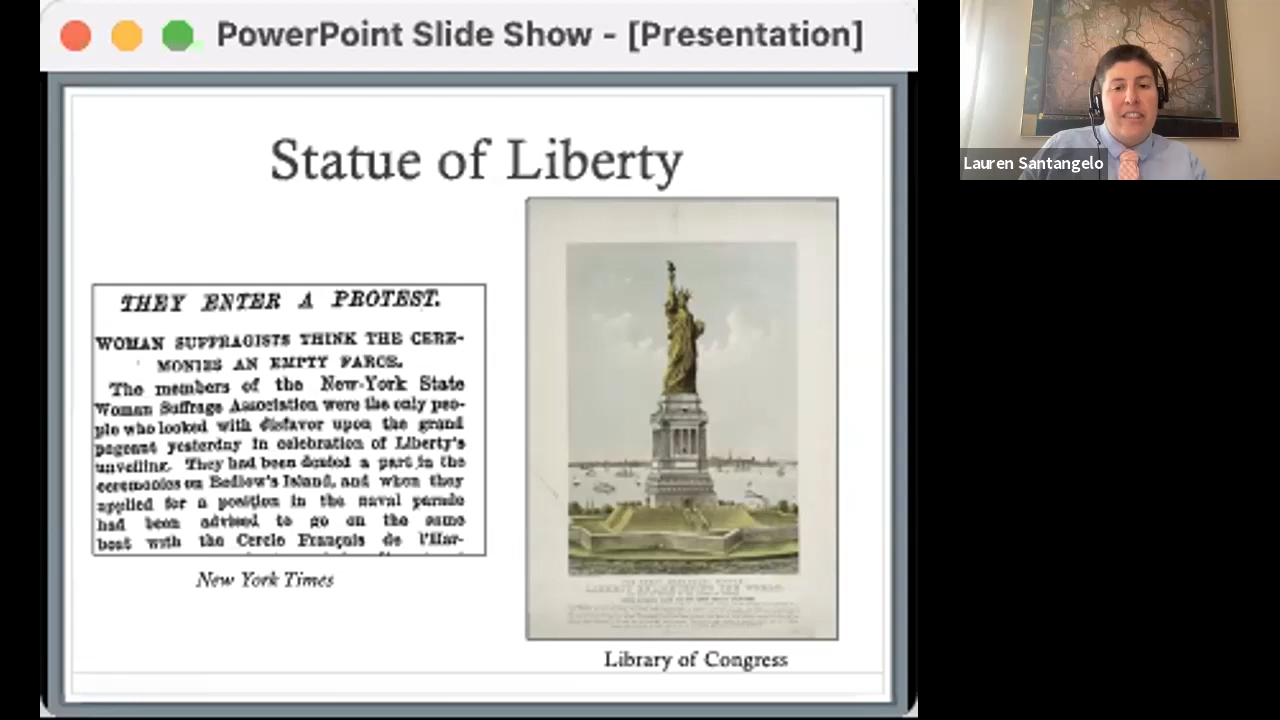 PowerPoint Slide Show - [Presentation]
Statue of Liberty
THEY ENTER A PROTEST.
WOMAN SUFFRAGISTS THINK THE CERE-
MONIES AN EMPTY FARCE.
The members of the New-York State
Woman Suffrage Association were the only peo-
ple who looked with disfavor upon the grand
pageant yesterday in celebration of Liberty's
unveiling. They had been denied a part in the
ceremonies on Bedlow's Island, and when they
applied for a position in the naval parade
had been advised to go on the same
boat with the Cercle Français de l'Har-
New York Times
LIBERTY ENLIGHTENING THE WORLD.
Library of Congress
Lauren Santangelo